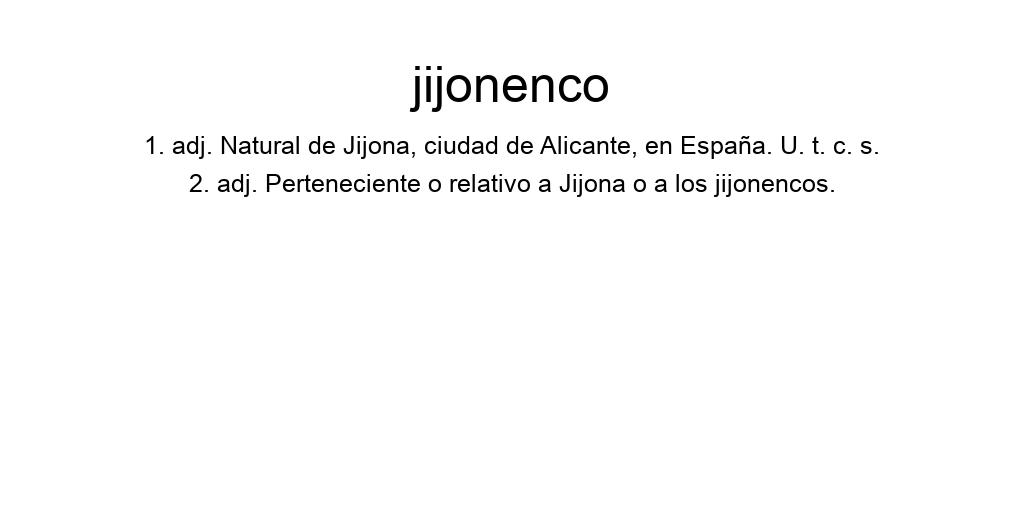 jijonenco
1. adj. Natural de Jijona, ciudad de Alicante, en España. U. t. c. s.
2. adj. Perteneciente o relativo a Jijona o a los jijonencos.